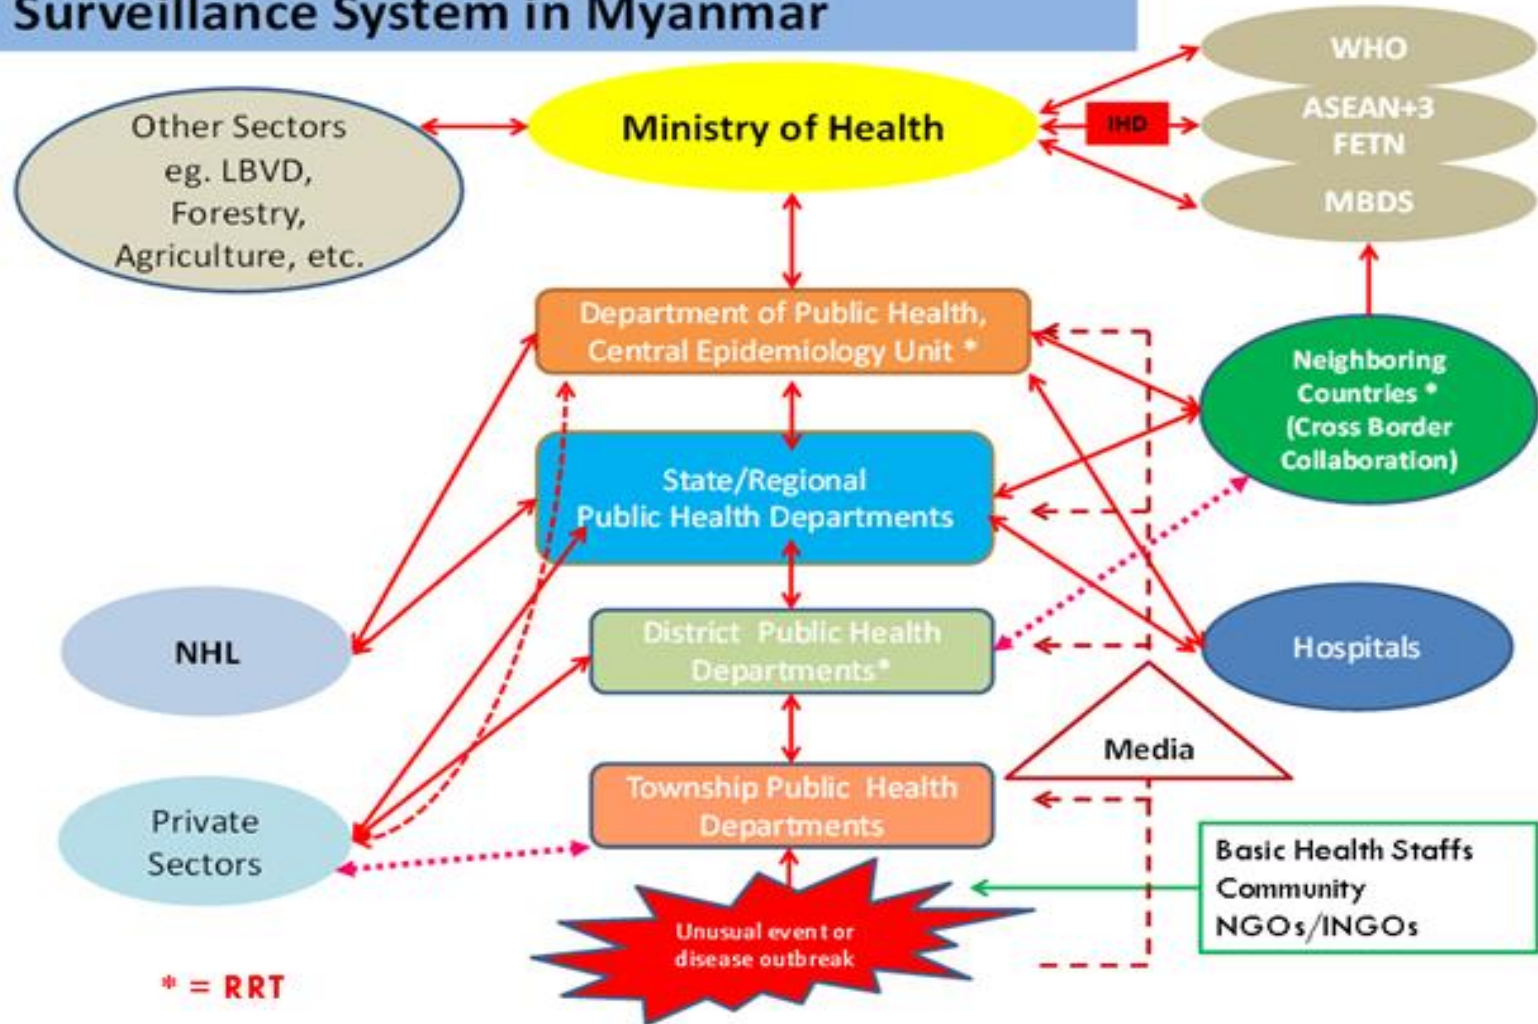 Surveillance System in Myanmar
WHO
ASEAN+3
FETN
MBDS
IHD
Ministry of Health
Other Sectors
eg. LBVD,
Forestry,
Agriculture, etc.
Department of Public Health,
Central Epidemiology Unit *
Neighboring
Countries *
(Cross Border
Collaboration)
State/Regional
Public Health Departments
NHL
District Public Health
Departments*
Hospitals
Media
Township Public Health
Departments
Private
Sectors
Basic Health Staffs
Community
NGOs/INGOs
Unusual event or
disease outbreak
* = RRT